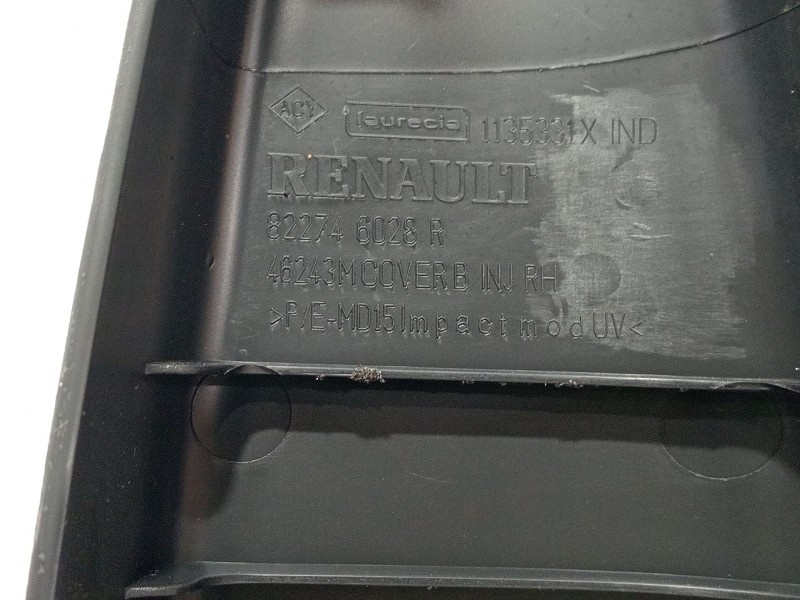 ACY faurecia 1135331X IND
RENAULT
82274 6028 R
46243M COVER B INJ RH
>P/E-MD15 Impact mod UV<